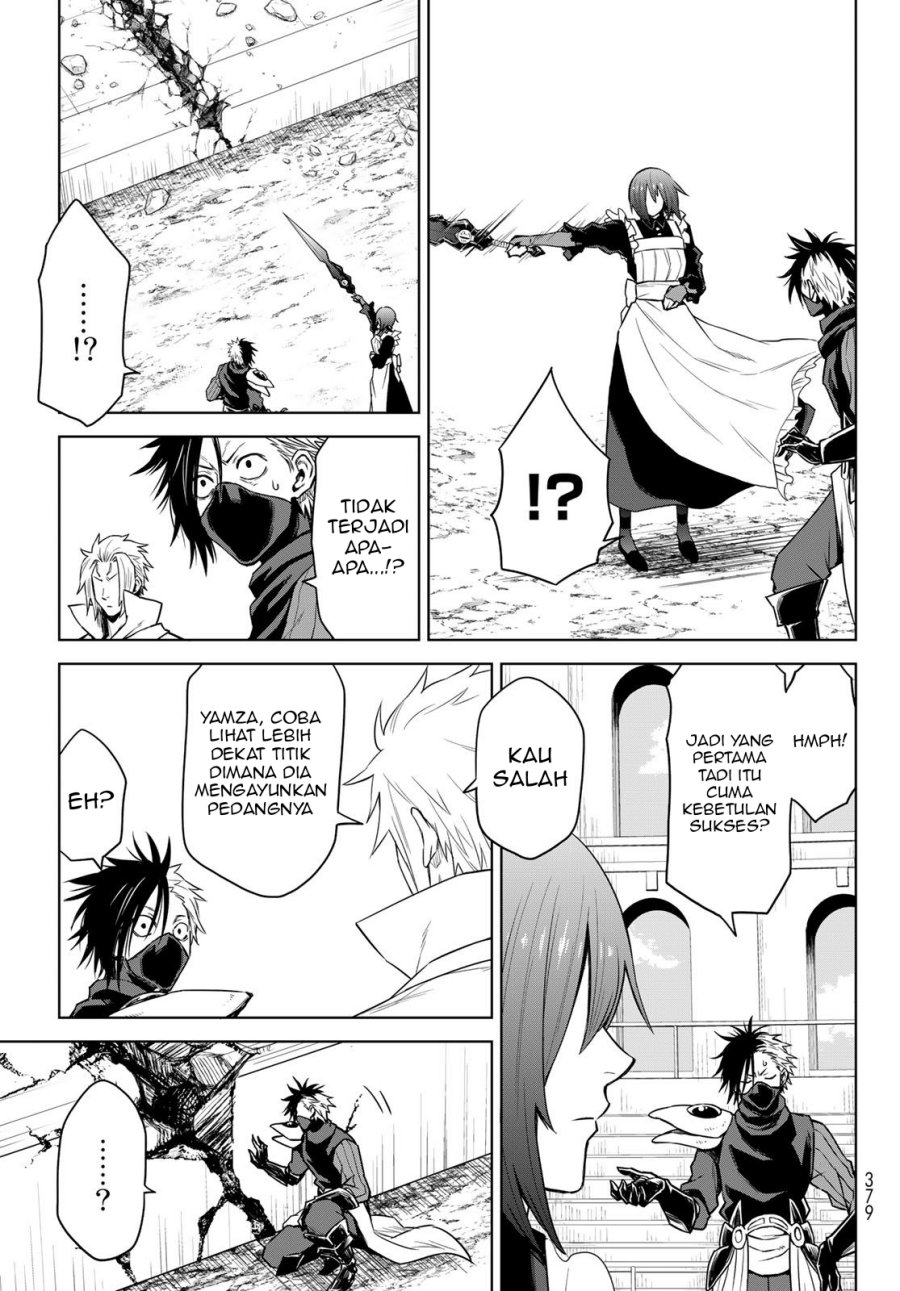 !?
......
!?
TIDAK
TERJADI
APA-
APA...!?
HMPH!
JADI YANG
PERTAMA
TADI ITU
CUMA
KEBETULAN
SUKSES?
KAU
SALAH
YAMZA, COBA
LIHAT LEBIH
DEKAT TITIK
DIMANA DIA
MENGAYUNKAN
PEDANGNYA
EH?
......
?
379